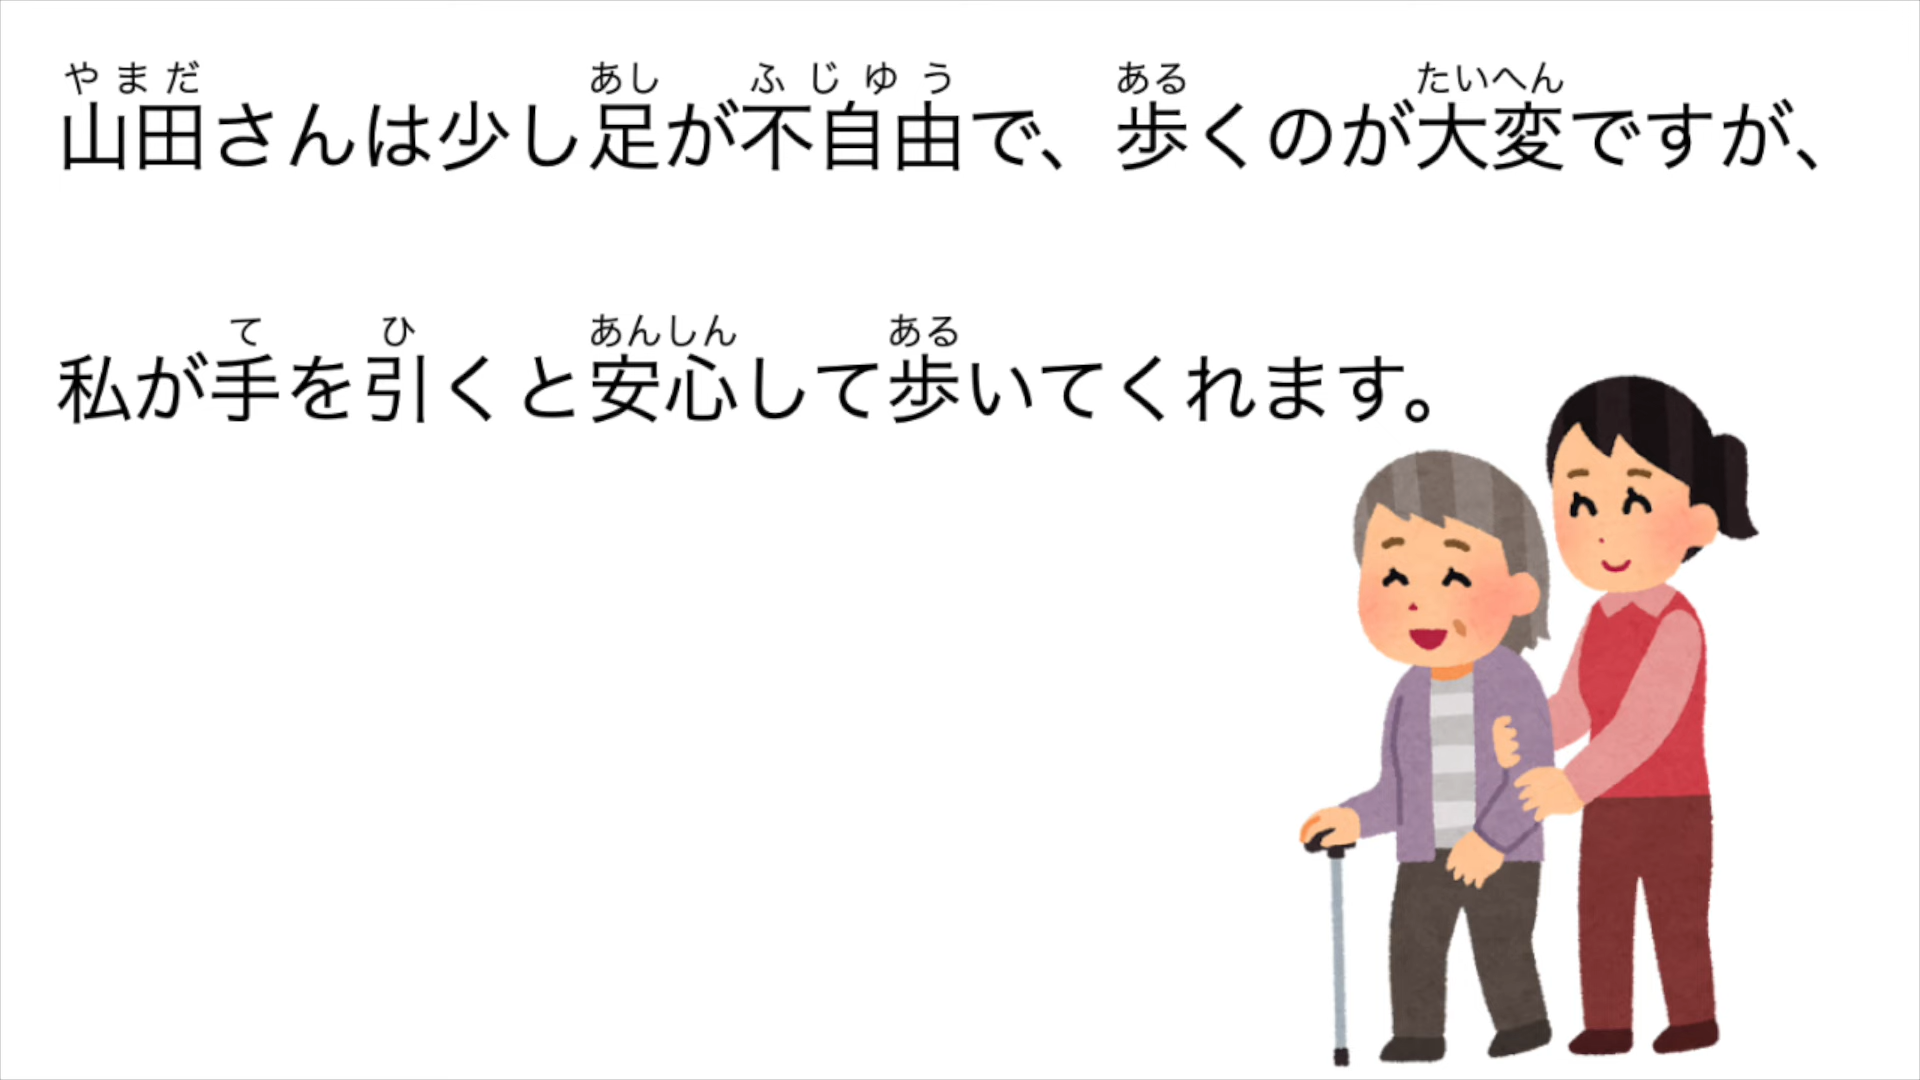 やまだ あし ふじゆう ある たいへん
山田さんは少し足が不自由で、歩くのが大変ですが、
て ひ あんしん ある
私が手を引くと安心して歩いてくれます。